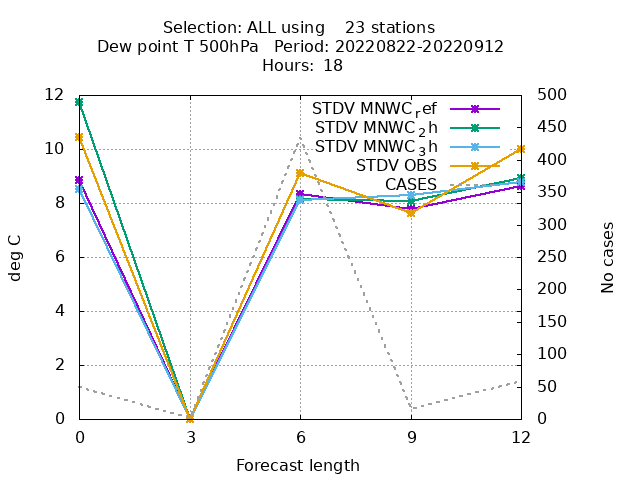 Selection: ALL using    23 stations
Dew point T 500hPa   Period: 20220822-20220912
Hours: 18
STDV MNWC_ref
STDV MNWC_2h
STDV MNWC_3h
STDV OBS
CASES
12
10
8
6
4
2
0
deg C
500
450
400
350
300
250
200
150
100
50
0
No cases
0 3 6 9 12
Forecast length